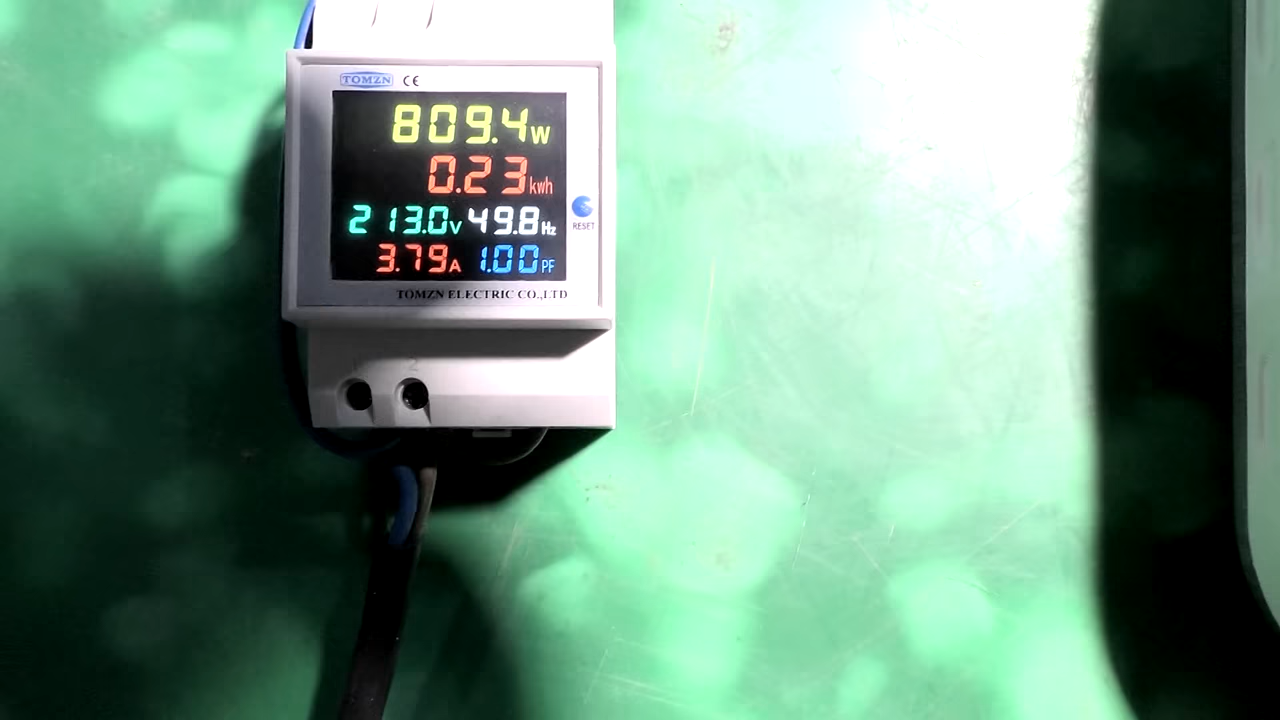 TOMZN CE
809.4W
0.23kwh
213.0V 49.8Hz
3.79A 1.00PF
RESET
TOMZN ELECTRIC CO.,LTD